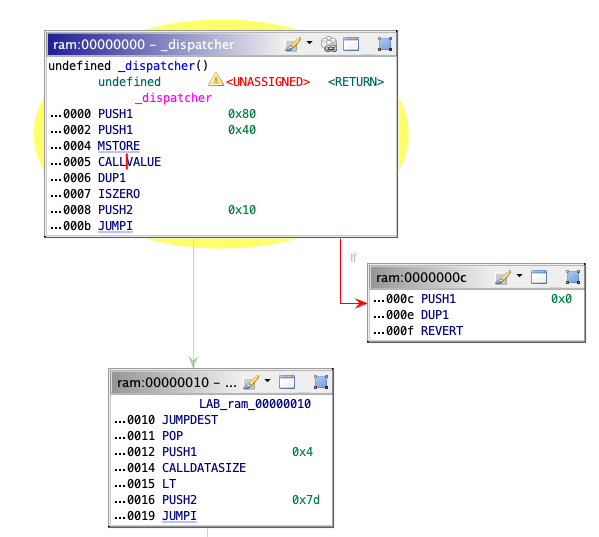 ram:00000000 – _dispatcher
undefined _dispatcher()
undefined <UNASSIGNED> <RETURN>
_dispatcher
...0000 PUSH1 0x80
...0002 PUSH1 0x40
...0004 MSTORE
...0005 CALLVALUE
...0006 DUP1
...0007 ISZERO
...0008 PUSH2 0x10
...000b JUMPI
If
ram:0000000c
...000c PUSH1 0x0
...000e DUP1
...000f REVERT
ram:00000010 – ...
LAB_ram_00000010
...0010 JUMPDEST
...0011 POP
...0012 PUSH1 0x4
...0014 CALLDATASIZE
...0015 LT
...0016 PUSH2 0x7d
...0019 JUMPI